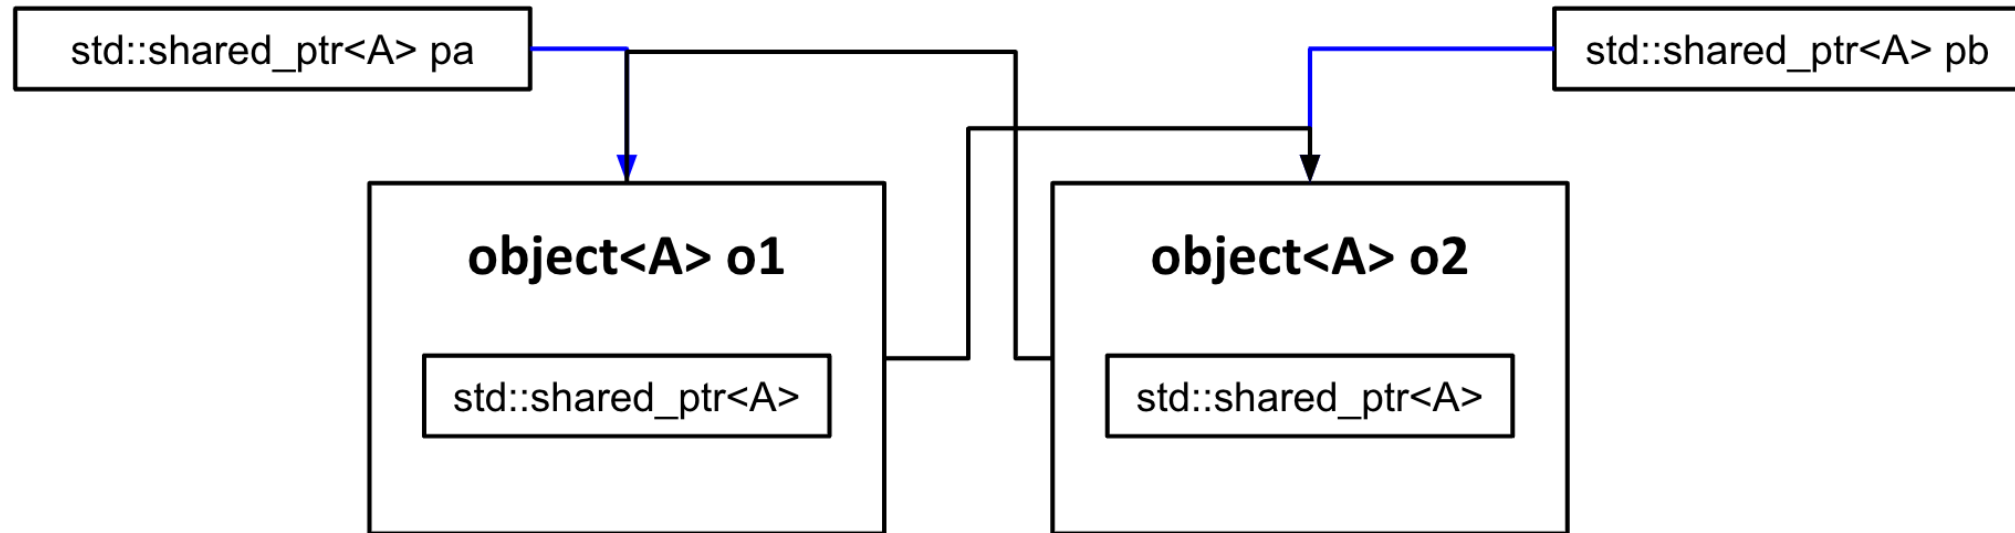 std::shared_ptr<A> pa
std::shared_ptr<A> pb
object<A> o1
object<A> o2
std::shared_ptr<A>
std::shared_ptr<A>